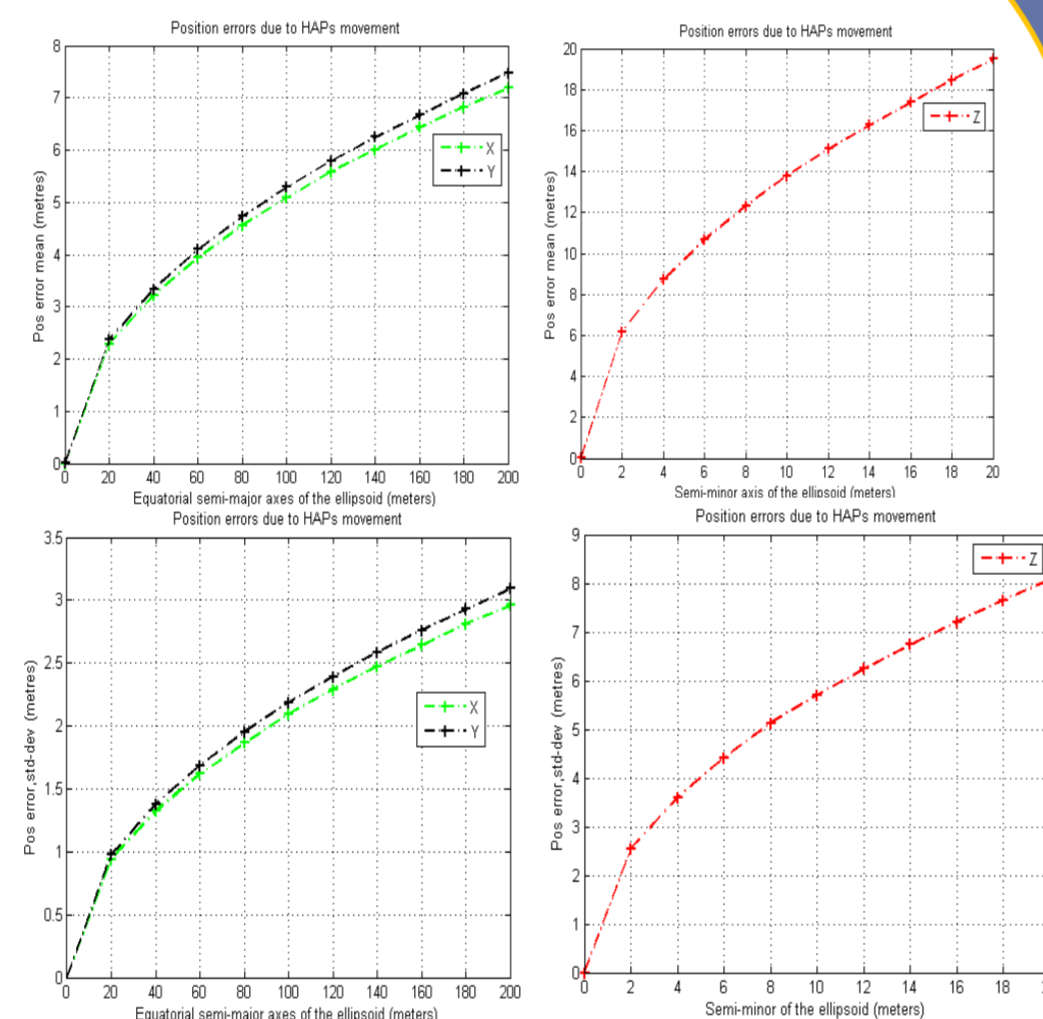 Position errors due to HAPs movement
Pos error mean (metres)
8
7
6
5
4
3
2
1
0
X
Y
0 20 40 60 80 100 120 140 160 180 200
Equatorial semi-major axes of the ellipsoid (meters)
Position errors due to HAPs movement
Pos error mean (metres)
20
18
16
14
12
10
8
6
4
2
0
Z
0 2 4 6 8 10 12 14 16 18 20
Semi-minor axis of the ellipsoid (meters)
Position errors due to HAPs movement
Pos error,std-dev (metres)
3.5
3
2.5
2
1.5
1
0.5
0
X
Y
0 20 40 60 80 100 120 140 160 180 200
Equatorial semi-major axes of the ellipsoid (meters)
Position errors due to HAPs movement
Pos error,std-dev (metres)
9
8
7
6
5
4
3
2
1
0
Z
0 2 4 6 8 10 12 14 16 18
Semi-minor of the ellipsoid (meters)